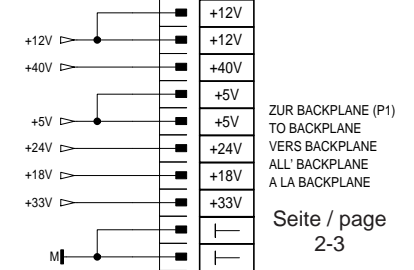 +12V
+12V +12V
+40V +40V
+5V
+5V +5V
+24V +24V
+18V +18V
+33V +33V
M
ZUR BACKPLANE (P1)
TO BACKPLANE
VERS BACKPLANE
ALL' BACKPLANE
A LA BACKPLANE
Seite / page
2-3